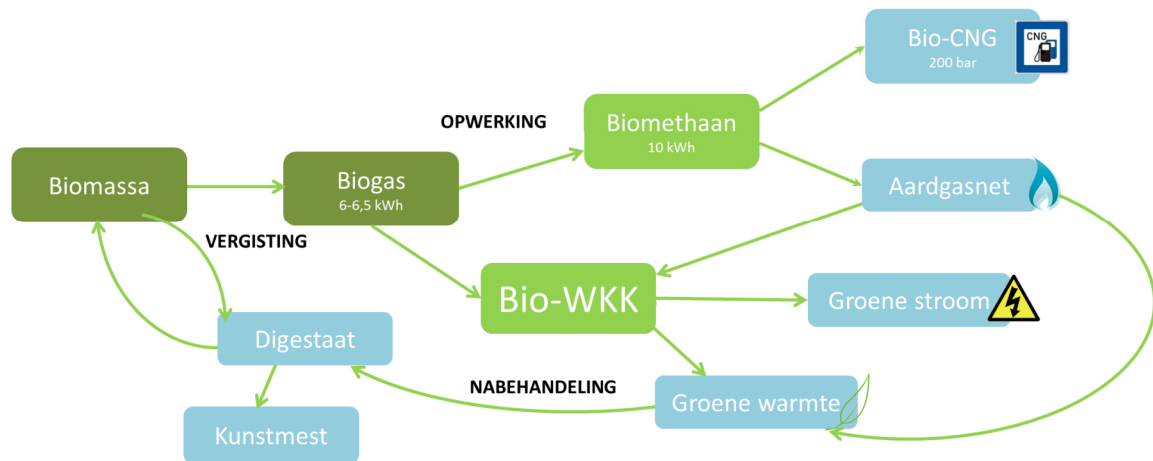 Bio-CNG
200 bar
CNG
OPWERKING
Biomethaan
10 kWh
Biomassa
Biogas
6-6,5 kWh
Aardgasnet
VERGISTING
Bio-WKK
Groene stroom
Digestaat
NABEHANDELING
Groene warmte
Kunstmest